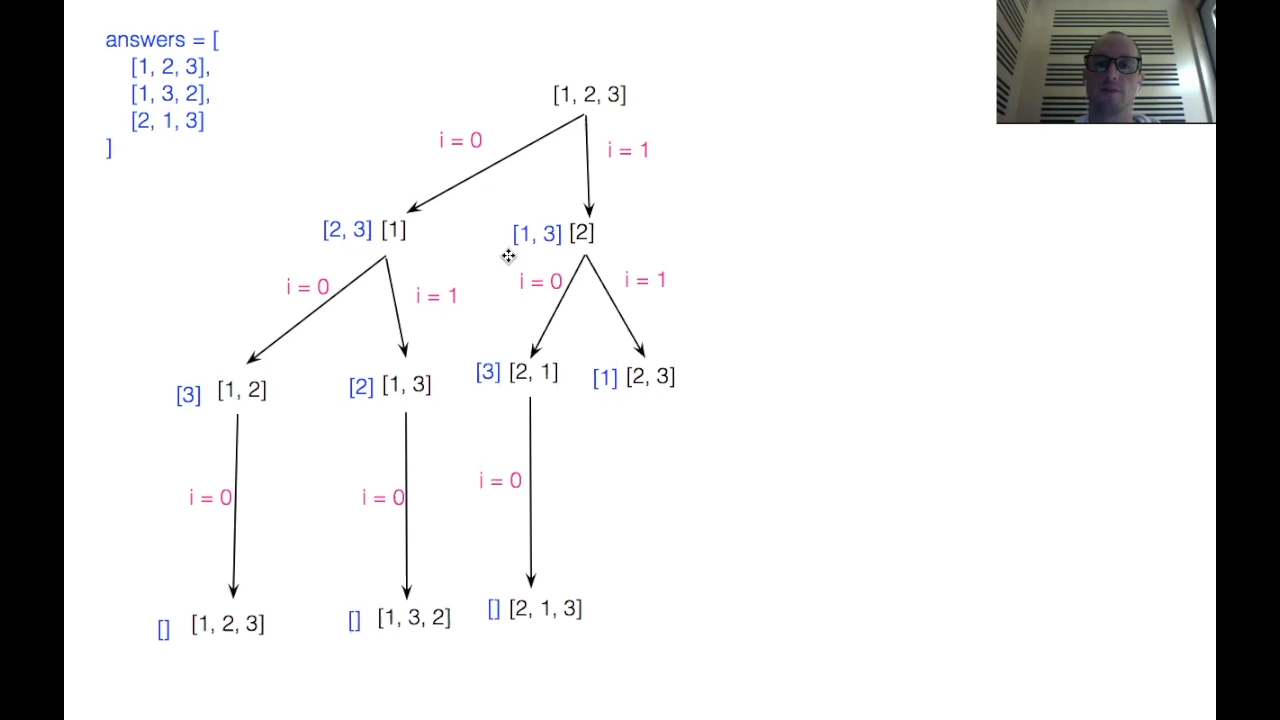 answers = [
[1, 2, 3],
[1, 3, 2],
[2, 1, 3]
]
[1, 2, 3]
i = 0
i = 1
[2, 3] [1]
[1, 3] [2]
i = 0
i = 1
i = 0
i = 1
[3] [1, 2]
[2] [1, 3]
[3] [2, 1]
[1] [2, 3]
i = 0
i = 0
i = 0
[] [1, 2, 3]
[] [1, 3, 2]
[] [2, 1, 3]